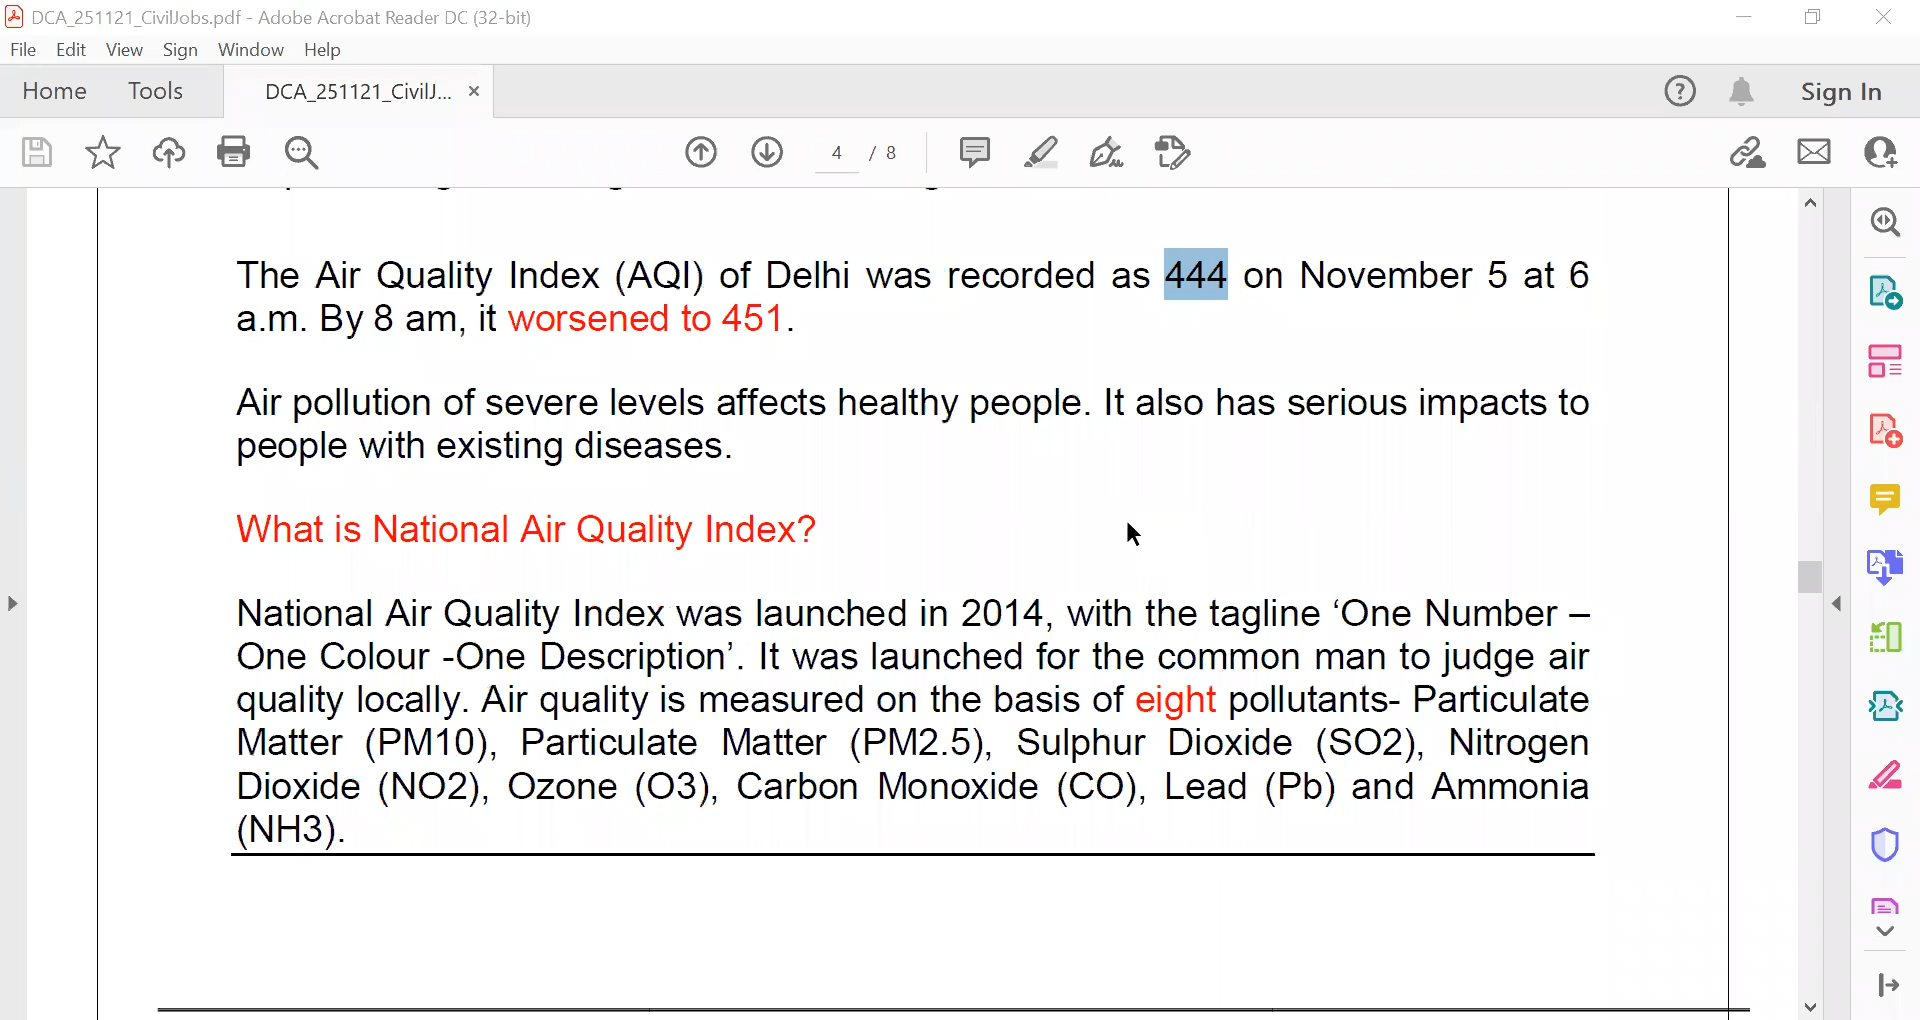 DCA_251121_CivilJobs.pdf - Adobe Acrobat Reader DC (32-bit)
File Edit View Sign Window Help
Home Tools DCA_251121_CivilJ... × Sign In
4 / 8
The Air Quality Index (AQI) of Delhi was recorded as 444 on November 5 at 6
a.m. By 8 am, it worsened to 451.
Air pollution of severe levels affects healthy people. It also has serious impacts to
people with existing diseases.
What is National Air Quality Index?
National Air Quality Index was launched in 2014, with the tagline ‘One Number –
One Colour -One Description’. It was launched for the common man to judge air
quality locally. Air quality is measured on the basis of eight pollutants- Particulate
Matter (PM10), Particulate Matter (PM2.5), Sulphur Dioxide (SO2), Nitrogen
Dioxide (NO2), Ozone (O3), Carbon Monoxide (CO), Lead (Pb) and Ammonia
(NH3).